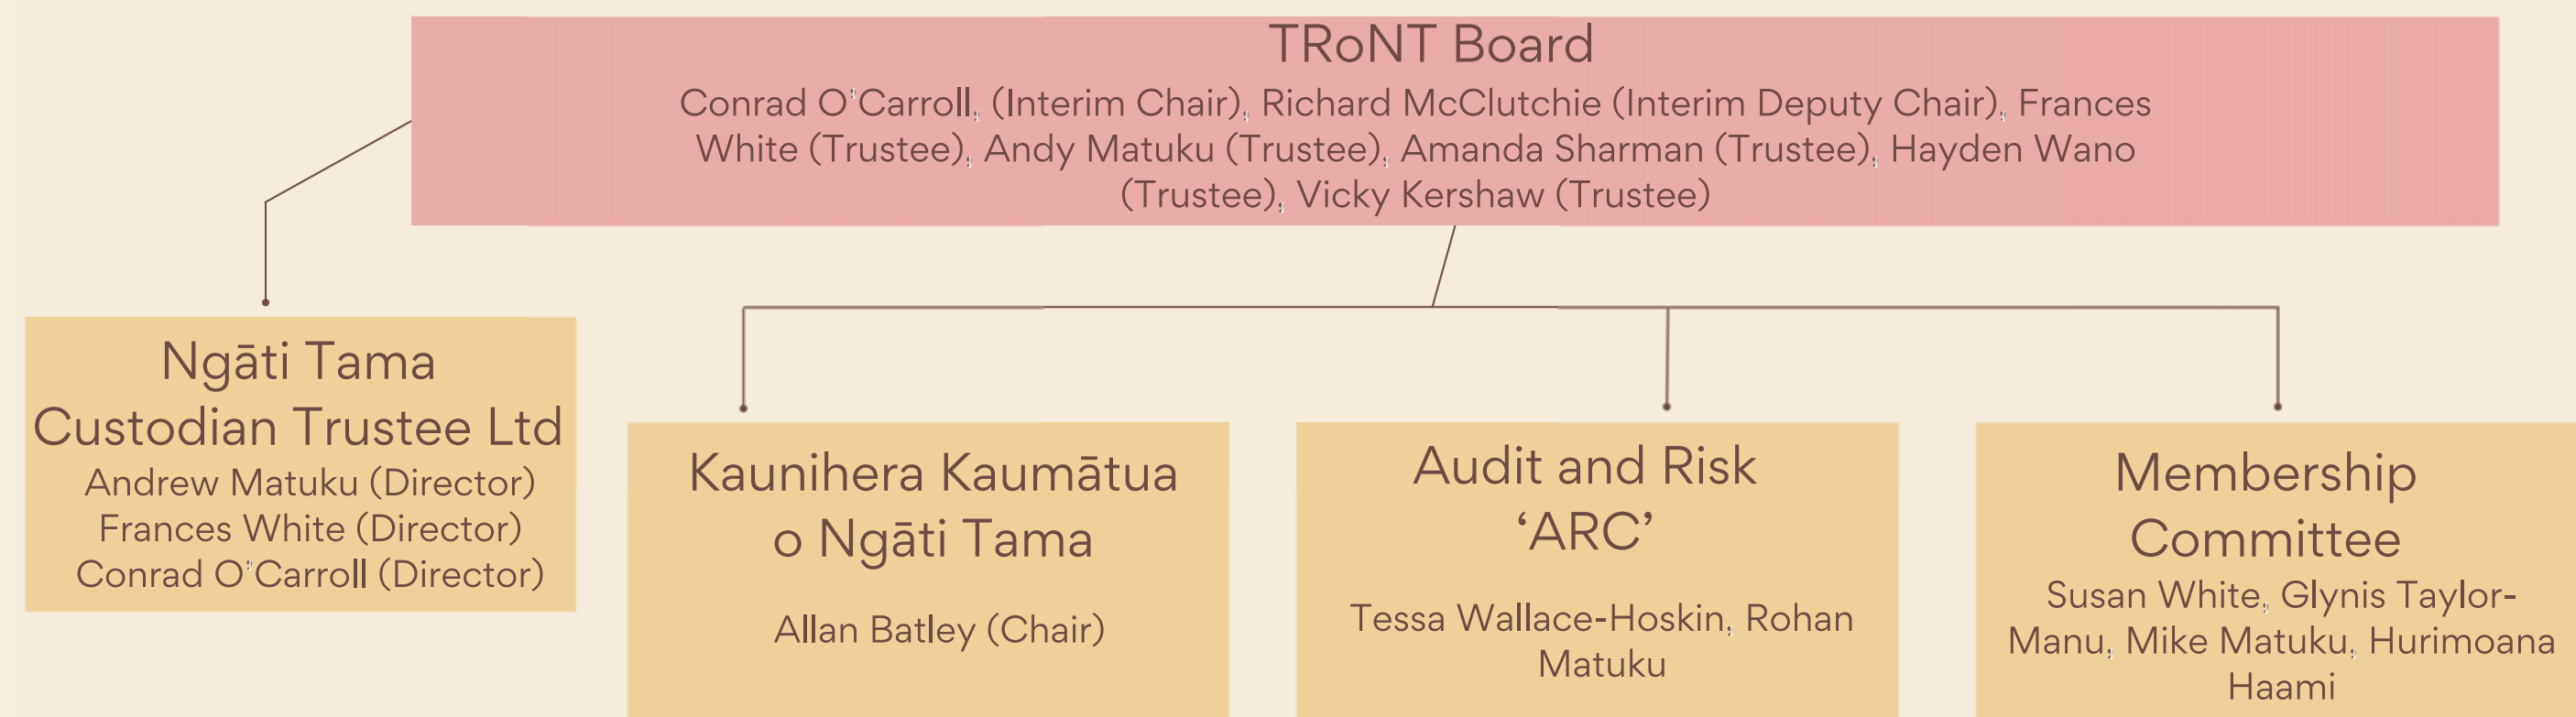 TRoNT Board
Conrad O'Carroll, (Interim Chair), Richard McClutchie (Interim Deputy Chair), Frances
White (Trustee), Andy Matuku (Trustee), Amanda Sharman (Trustee), Hayden Wano
(Trustee), Vicky Kershaw (Trustee)
Ngāti Tama
Custodian Trustee Ltd
Andrew Matuku (Director)
Frances White (Director)
Conrad O'Carroll (Director)
Kaunihera Kaumātua
o Ngāti Tama
Allan Batley (Chair)
Audit and Risk
‘ARC’
Tessa Wallace-Hoskin, Rohan
Matuku
Membership
Committee
Susan White, Glynis Taylor-
Manu, Mike Matuku, Hurimoana
Haami